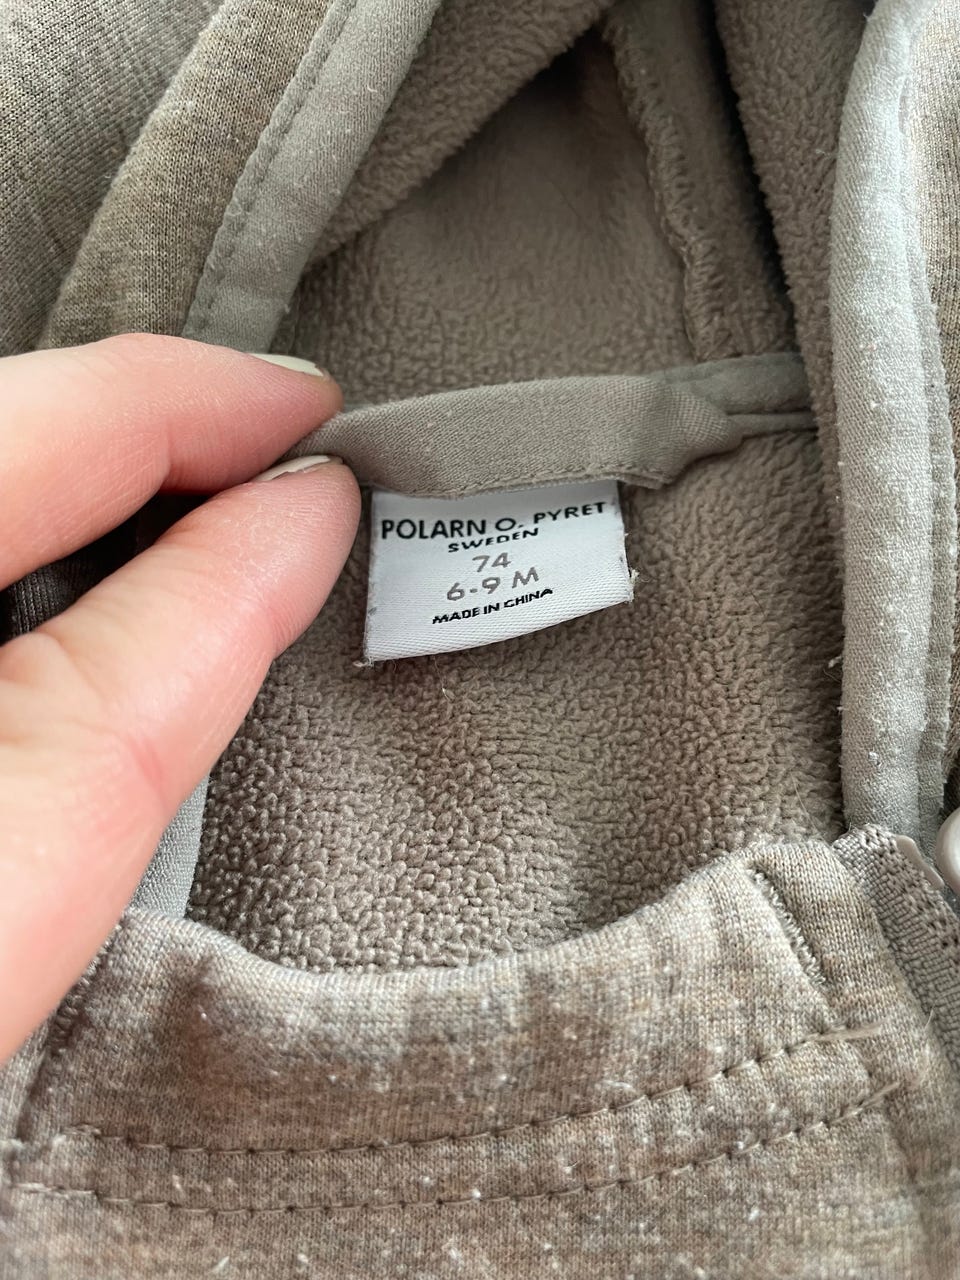 POLARN O. PYRET
SWEDEN
74
6-9 M
MADE IN CHINA